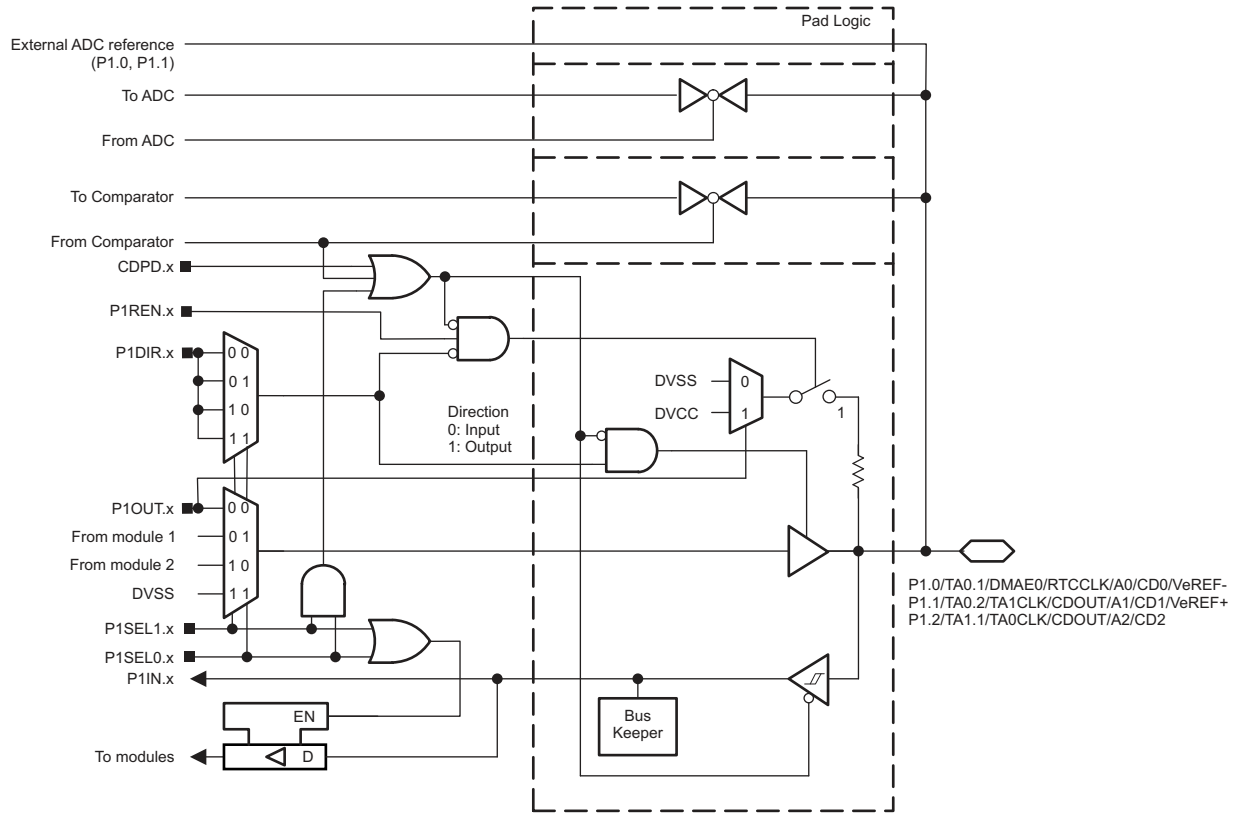 Pad Logic
External ADC reference
(P1.0, P1.1)
To ADC
From ADC
To Comparator
From Comparator
CDPD.x
P1REN.x
P1DIR.x
0 0
0 1
1 0
1 1
Direction
0: Input
1: Output
DVSS
0
DVCC
1
1
P1OUT.x
0 0
From module 1
0 1
From module 2
1 0
DVSS
1 1
P1.0/TA0.1/DMAE0/RTCCLK/A0/CD0/VeREF-
P1.1/TA0.2/TA1CLK/CDOUT/A1/CD1/VeREF+
P1.2/TA1.1/TA0CLK/CDOUT/A2/CD2
P1SEL1.x
P1SEL0.x
P1IN.x
Bus
Keeper
EN
To modules
D